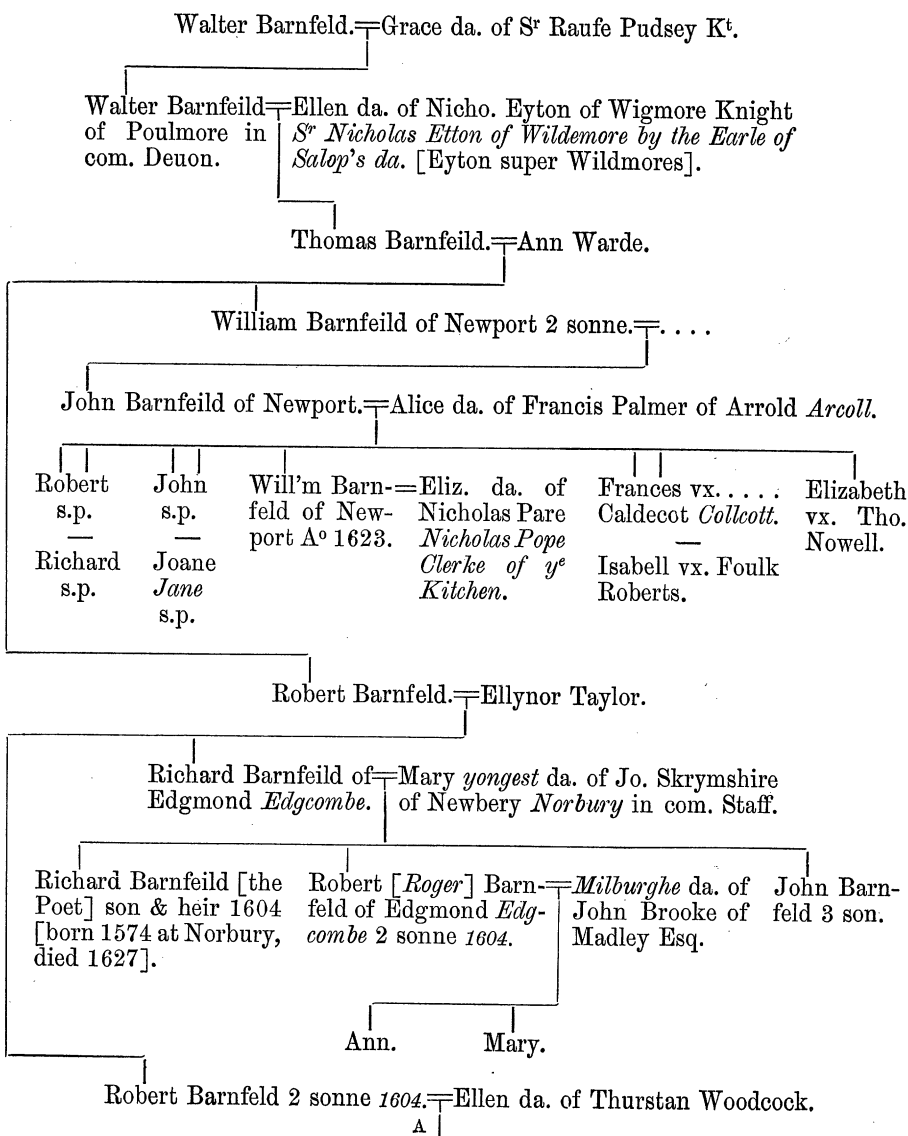 Walter Barnfeld.=Grace da. of Sʳ Raufe Pudsey Kᵗ.
Walter Barnfeild=Ellen da. of Nicho. Eyton of Wigmore Knight
of Poulmore in Sʳ Nicholas Etton of Wildemore by the Earle of
com. Deuon. Salop's da. [Eyton super Wildmores].
Thomas Barnfeild.=Ann Warde.
William Barnfeild of Newport 2 sonne.=. . . .
John Barnfeild of Newport.=Alice da. of Francis Palmer of Arrold Arcoll.
Robert
s.p.
—
Richard
s.p.
John
s.p.
—
Joane
Jane
s.p.
Will'm Barn-=Eliz. da. of
feld of New- Nicholas Pare
port Aᵒ 1623. Nicholas Pope
Clerke of yᵉ
Kitchen.
Frances vx. . . . .
Caldecot Collcott.
—
Isabell vx. Foulk
Roberts.
Elizabeth
vx. Tho.
Nowell.
Robert Barnfeld.=Ellynor Taylor.
Richard Barnfeild of=Mary yongest da. of Jo. Skrymshire
Edgmond Edgcombe. of Newbery Norbury in com. Staff.
Richard Barnfeild [the
Poet] son & heir 1604
[born 1574 at Norbury,
died 1627].
Robert [Roger] Barn-=Milburghe da. of
feld of Edgmond Edg- John Brooke of
combe 2 sonne 1604. Madley Esq.
John Barn-
feld 3 son.
Ann. Mary.
Robert Barnfeld 2 sonne 1604.=Ellen da. of Thurstan Woodcock.
A